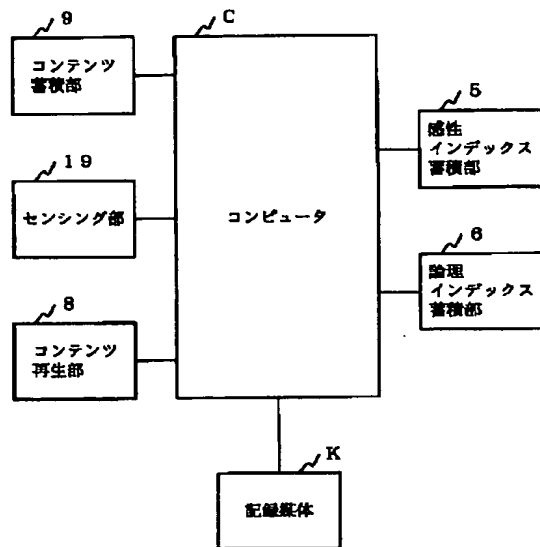 9
コンテンツ
蓄積部
C
コンピュータ
5
感性
インデックス
蓄積部
19
センシング部
6
論理
インデックス
蓄積部
8
コンテンツ
再生部
K
記録媒体